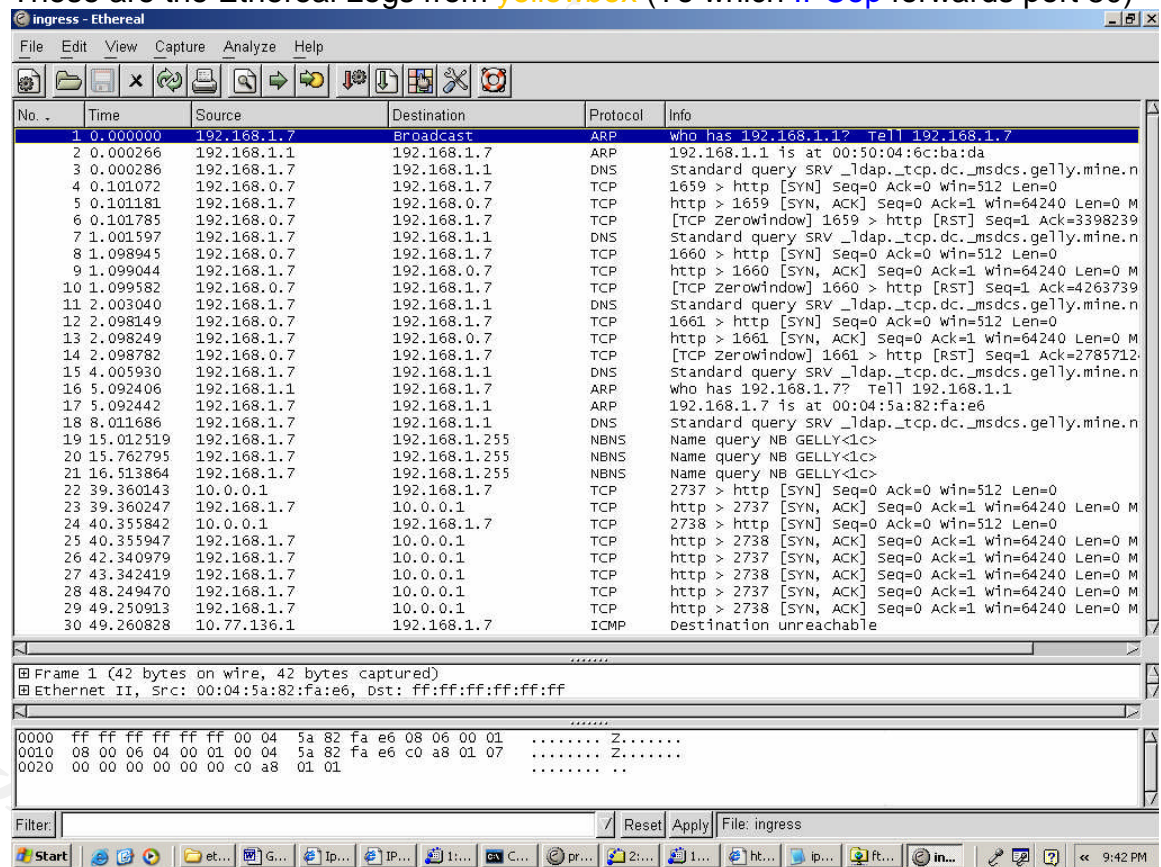 These are the Ethereal Logs from yellowbox (To which IPCop forwards port 80)
ingress - Ethereal
File Edit View Capture Analyze Help
No. . Time Source Destination Protocol Info
1 0.000000 192.168.1.7 Broadcast ARP Who has 192.168.1.1? Tell 192.168.1.7
2 0.000266 192.168.1.1 192.168.1.7 ARP 192.168.1.1 is at 00:50:04:6c:ba:da
3 0.000286 192.168.1.7 192.168.1.1 DNS Standard query SRV _ldap._tcp.dc._msdcs.gelly.mine.n
4 0.101072 192.168.0.7 192.168.1.7 TCP 1659 > http [SYN] Seq=0 Ack=0 Win=512 Len=0
5 0.101181 192.168.1.7 192.168.0.7 TCP http > 1659 [SYN, ACK] Seq=0 Ack=1 Win=64240 Len=0 M
6 0.101785 192.168.0.7 192.168.1.7 TCP [TCP ZeroWindow] 1659 > http [RST] Seq=1 Ack=3398239
7 1.001597 192.168.1.7 192.168.1.1 DNS Standard query SRV _ldap._tcp.dc._msdcs.gelly.mine.n
8 1.098945 192.168.0.7 192.168.1.7 TCP 1660 > http [SYN] Seq=0 Ack=0 Win=512 Len=0
9 1.099044 192.168.1.7 192.168.0.7 TCP http > 1660 [SYN, ACK] Seq=0 Ack=1 Win=64240 Len=0 M
10 1.099582 192.168.0.7 192.168.1.7 TCP [TCP ZeroWindow] 1660 > http [RST] Seq=1 Ack=4263739
11 2.003040 192.168.1.7 192.168.1.1 DNS Standard query SRV _ldap._tcp.dc._msdcs.gelly.mine.n
12 2.098149 192.168.0.7 192.168.1.7 TCP 1661 > http [SYN] Seq=0 Ack=0 Win=512 Len=0
13 2.098249 192.168.1.7 192.168.0.7 TCP http > 1661 [SYN, ACK] Seq=0 Ack=1 Win=64240 Len=0 M
14 2.098782 192.168.0.7 192.168.1.7 TCP [TCP ZeroWindow] 1661 > http [RST] Seq=1 Ack=2785712
15 4.005930 192.168.1.7 192.168.1.1 DNS Standard query SRV _ldap._tcp.dc._msdcs.gelly.mine.n
16 5.092406 192.168.1.1 192.168.1.7 ARP Who has 192.168.1.7? Tell 192.168.1.1
17 5.092442 192.168.1.7 192.168.1.1 ARP 192.168.1.7 is at 00:04:5a:82:fa:e6
18 8.011686 192.168.1.7 192.168.1.1 DNS Standard query SRV _ldap._tcp.dc._msdcs.gelly.mine.n
19 15.012519 192.168.1.7 192.168.1.255 NBNS Name query NB GELLY<1c>
20 15.762795 192.168.1.7 192.168.1.255 NBNS Name query NB GELLY<1c>
21 16.513864 192.168.1.7 192.168.1.255 NBNS Name query NB GELLY<1c>
22 39.360143 10.0.0.1 192.168.1.7 TCP 2737 > http [SYN] Seq=0 Ack=0 Win=512 Len=0
23 39.360247 192.168.1.7 10.0.0.1 TCP http > 2737 [SYN, ACK] Seq=0 Ack=1 Win=64240 Len=0 M
24 40.355842 10.0.0.1 192.168.1.7 TCP 2738 > http [SYN] Seq=0 Ack=0 Win=512 Len=0
25 40.355947 192.168.1.7 10.0.0.1 TCP http > 2738 [SYN, ACK] Seq=0 Ack=1 Win=64240 Len=0 M
26 42.340979 192.168.1.7 10.0.0.1 TCP http > 2737 [SYN, ACK] Seq=0 Ack=1 Win=64240 Len=0 M
27 43.342419 192.168.1.7 10.0.0.1 TCP http > 2738 [SYN, ACK] Seq=0 Ack=1 Win=64240 Len=0 M
28 48.249470 192.168.1.7 10.0.0.1 TCP http > 2737 [SYN, ACK] Seq=0 Ack=1 Win=64240 Len=0 M
29 49.250913 192.168.1.7 10.0.0.1 TCP http > 2738 [SYN, ACK] Seq=0 Ack=1 Win=64240 Len=0 M
30 49.260828 10.77.136.1 192.168.1.7 ICMP Destination unreachable
Frame 1 (42 bytes on wire, 42 bytes captured)
Ethernet II, Src: 00:04:5a:82:fa:e6, Dst: ff:ff:ff:ff:ff:ff
0000 ff ff ff ff ff ff 00 04 5a 82 fa e6 08 06 00 01 ........ Z.......
0010 08 00 06 04 00 01 00 04 5a 82 fa e6 c0 a8 01 07 ........ Z.......
0020 00 00 00 00 00 00 c0 a8 01 01 ........ ..
Filter: Reset Apply File: ingress
Start et... G... Ip... IP... 1:... C... pr... 2:... 1... ht... ip... ft... in... « 9:42 PM